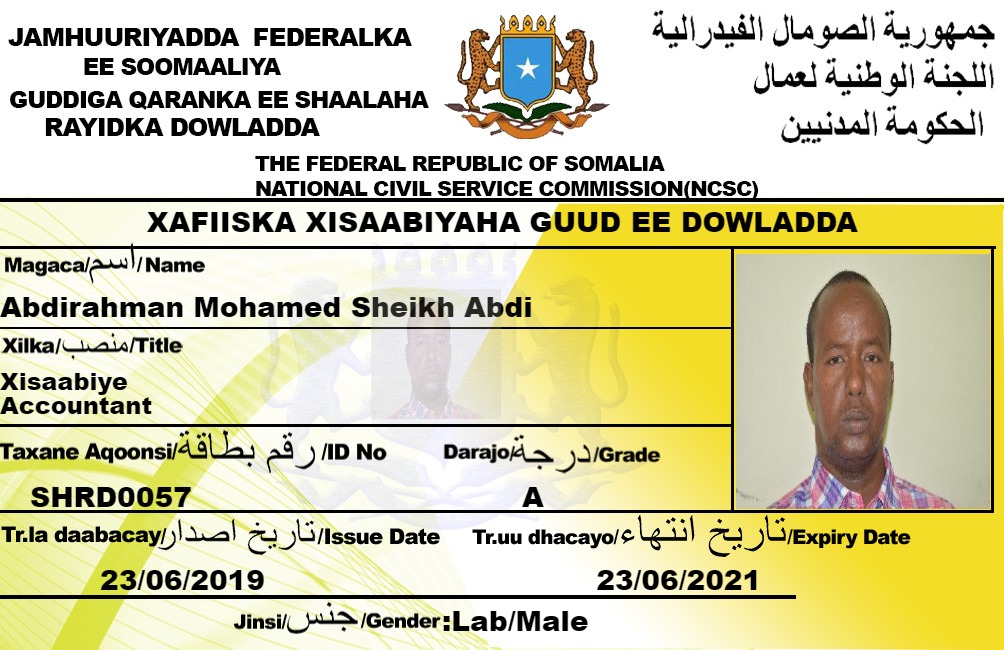 JAMHUURIYADDA FEDERALKA
EE SOOMAALIYA
GUDDIGA QARANKA EE SHAALAHA
RAYIDKA DOWLADDA
جمهورية الصومال الفيدرالية
اللجنة الوطنية لعمال
الحكومة المدنيين
THE FEDERAL REPUBLIC OF SOMALIA
NATIONAL CIVIL SERVICE COMMISSION(NCSC)
XAFIISKA XISAABIYAHA GUUD EE DOWLADDA
Magaca/اسم/Name
Abdirahman Mohamed Sheikh Abdi
Xilka/منصب/Title
Xisaabiye
Accountant
Taxane Aqoonsi/رقم بطاقة/ID No
SHRD0057
Darajo/درجة/Grade
A
Tr.la daabacay/تاريخ اصدار/Issue Date
23/06/2019
Tr.uu dhacayo/تاريخ انتهاء/Expiry Date
23/06/2021
Jinsi/جنس/Gender:Lab/Male